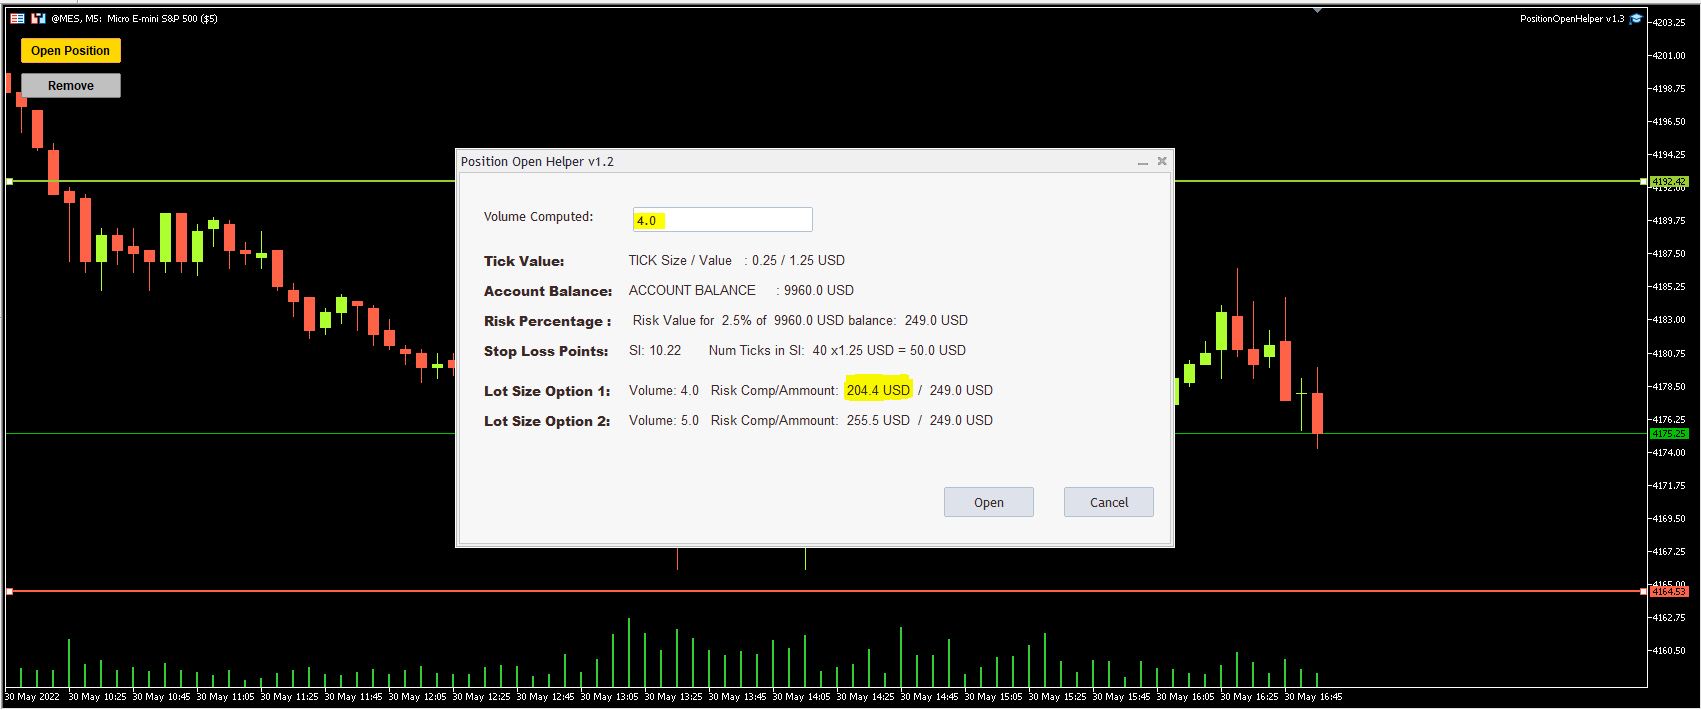 @MES, M5: Micro E-mini S&P 500 ($5)
PositionOpenHelper v1.3
Open Position
Remove
Position Open Helper v1.2
Volume Computed: 4.0
Tick Value: TICK Size / Value : 0.25 / 1.25 USD
Account Balance: ACCOUNT BALANCE : 9960.0 USD
Risk Percentage : Risk Value for 2.5% of 9960.0 USD balance: 249.0 USD
Stop Loss Points: Sl: 10.22 Num Ticks in Sl: 40 x1.25 USD = 50.0 USD
Lot Size Option 1: Volume: 4.0 Risk Comp/Ammount: 204.4 USD / 249.0 USD
Lot Size Option 2: Volume: 5.0 Risk Comp/Ammount: 255.5 USD / 249.0 USD
Open
Cancel
4203.25
4201.00
4198.75
4196.50
4194.25
4192.42
4192.00
4189.75
4187.50
4185.25
4183.00
4180.75
4178.50
4176.25
4175.25
4174.00
4171.75
4169.50
4167.25
4165.00
4164.53
4162.75
4160.50
30 May 2022 30 May 10:25 30 May 10:45 30 May 11:05 30 May 11:25 30 May 11:45 30 May 12:05 30 May 12:25 30 May 12:45 30 May 13:05 30 May 13:25 30 May 13:45 30 May 14:05 30 May 14:25 30 May 14:45 30 May 15:05 30 May 15:25 30 May 15:45 30 May 16:05 30 May 16:25 30 May 16:45